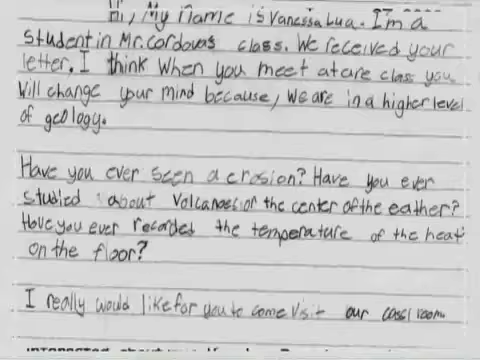 Hi, My name is Vanessa Lua. I'm a
student in Mr. Cordova's class. We received your
letter. I think when you meet at are class you
will change your mind because, we are in a higher level
of geology.
Have you ever seen a erosion? Have you ever
studied about volcanoes or the center of the eather?
Have you ever recorded the temperature of the heat
on the floor?
I really would like for you to come visit our classroom